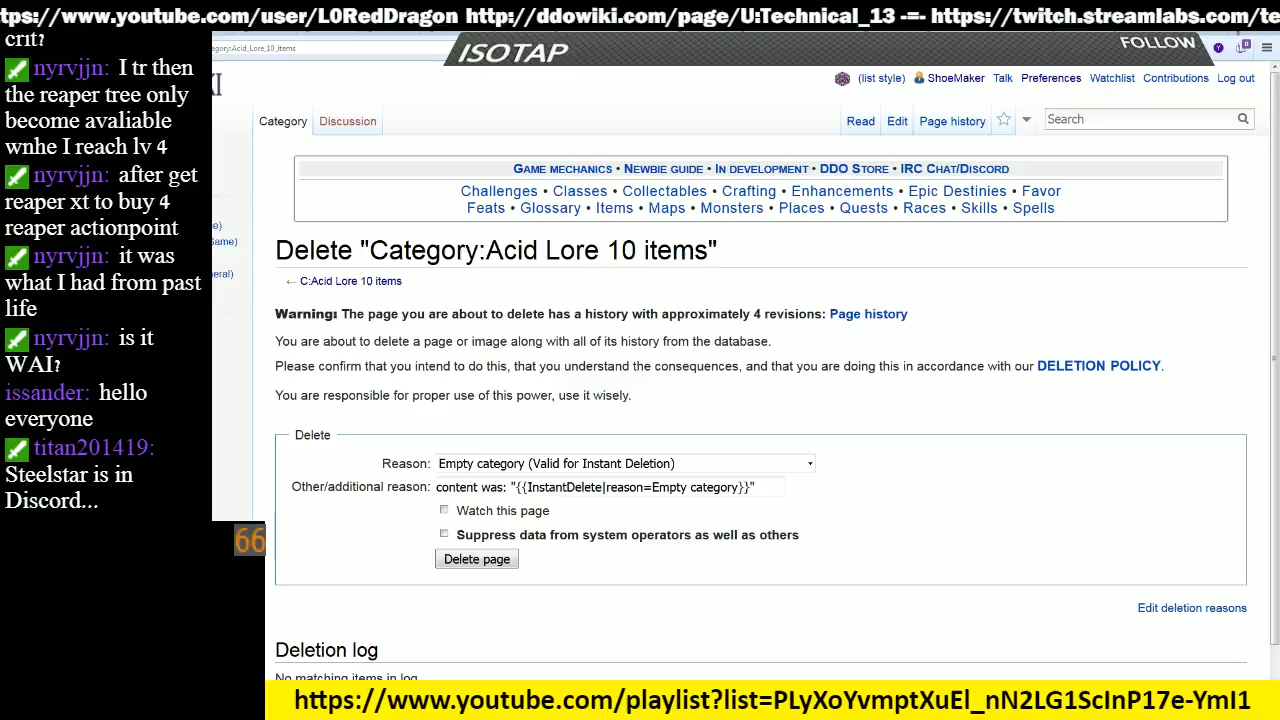 ttps://www.youtube.com/user/L0RedDragon http://ddowiki.com/page/U:Technical_13 -=- https://twitch.streamlabs.com/te
crit?
nyrvjjn: I tr then
the reaper tree only
become avaliable
wnhe I reach lv 4
nyrvjjn: after get
reaper xt to buy 4
reaper actionpoint
nyrvjjn: it was
what I had from past
life
nyrvjjn: is it
WAI?
issander: hello
everyone
titan201419:
Steelstar is in
Discord...
66
gory:Acid_Lore_10_items
ISOTAP
FOLLOW
(list style) ShoeMaker Talk Preferences Watchlist Contributions Log out
Category Discussion Read Edit Page history Search
Game mechanics • Newbie guide • In development • DDO Store • IRC Chat/Discord
Challenges • Classes • Collectables • Crafting • Enhancements • Epic Destinies • Favor
Feats • Glossary • Items • Maps • Monsters • Places • Quests • Races • Skills • Spells
Delete "Category:Acid Lore 10 items"
← C:Acid Lore 10 items
Warning: The page you are about to delete has a history with approximately 4 revisions: Page history
You are about to delete a page or image along with all of its history from the database.
Please confirm that you intend to do this, that you understand the consequences, and that you are doing this in accordance with our DELETION POLICY.
You are responsible for proper use of this power, use it wisely.
Delete
Reason: Empty category (Valid for Instant Deletion)
Other/additional reason: content was: "{{InstantDelete|reason=Empty category}}"
Watch this page
Suppress data from system operators as well as others
Delete page
Edit deletion reasons
Deletion log
No matching items in log.
https://www.youtube.com/playlist?list=PLyXoYvmptXuEl_nN2LG1ScInP17e-YmI1